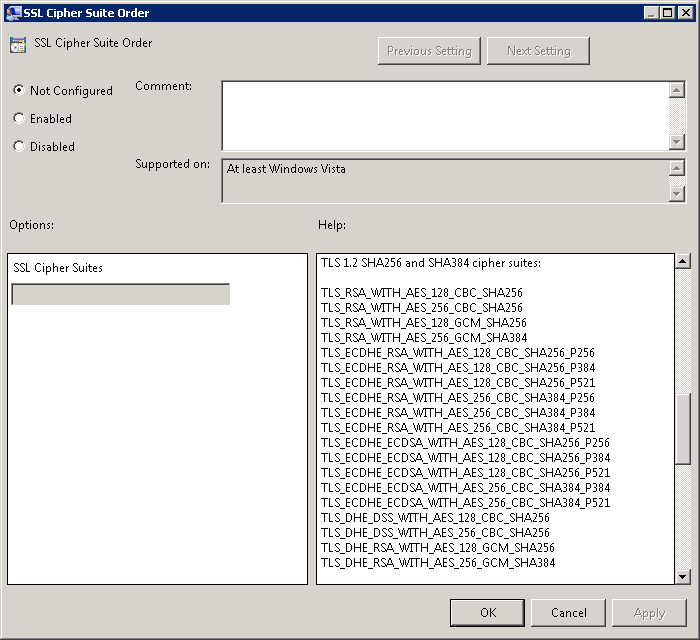 SSL Cipher Suite Order
SSL Cipher Suite Order
Previous Setting
Next Setting
Not Configured
Enabled
Disabled
Comment:
Supported on:
At least Windows Vista
Options:
Help:
SSL Cipher Suites
TLS 1.2 SHA256 and SHA384 cipher suites:
TLS_RSA_WITH_AES_128_CBC_SHA256
TLS_RSA_WITH_AES_256_CBC_SHA256
TLS_RSA_WITH_AES_128_GCM_SHA256
TLS_RSA_WITH_AES_256_GCM_SHA384
TLS_ECDHE_RSA_WITH_AES_128_CBC_SHA256_P256
TLS_ECDHE_RSA_WITH_AES_128_CBC_SHA256_P384
TLS_ECDHE_RSA_WITH_AES_128_CBC_SHA256_P521
TLS_ECDHE_RSA_WITH_AES_256_CBC_SHA384_P256
TLS_ECDHE_RSA_WITH_AES_256_CBC_SHA384_P384
TLS_ECDHE_RSA_WITH_AES_256_CBC_SHA384_P521
TLS_ECDHE_ECDSA_WITH_AES_128_CBC_SHA256_P256
TLS_ECDHE_ECDSA_WITH_AES_128_CBC_SHA256_P384
TLS_ECDHE_ECDSA_WITH_AES_128_CBC_SHA256_P521
TLS_ECDHE_ECDSA_WITH_AES_256_CBC_SHA384_P384
TLS_ECDHE_ECDSA_WITH_AES_256_CBC_SHA384_P521
TLS_DHE_DSS_WITH_AES_128_CBC_SHA256
TLS_DHE_DSS_WITH_AES_256_CBC_SHA256
TLS_DHE_RSA_WITH_AES_128_GCM_SHA256
TLS_DHE_RSA_WITH_AES_256_GCM_SHA384
OK
Cancel
Apply